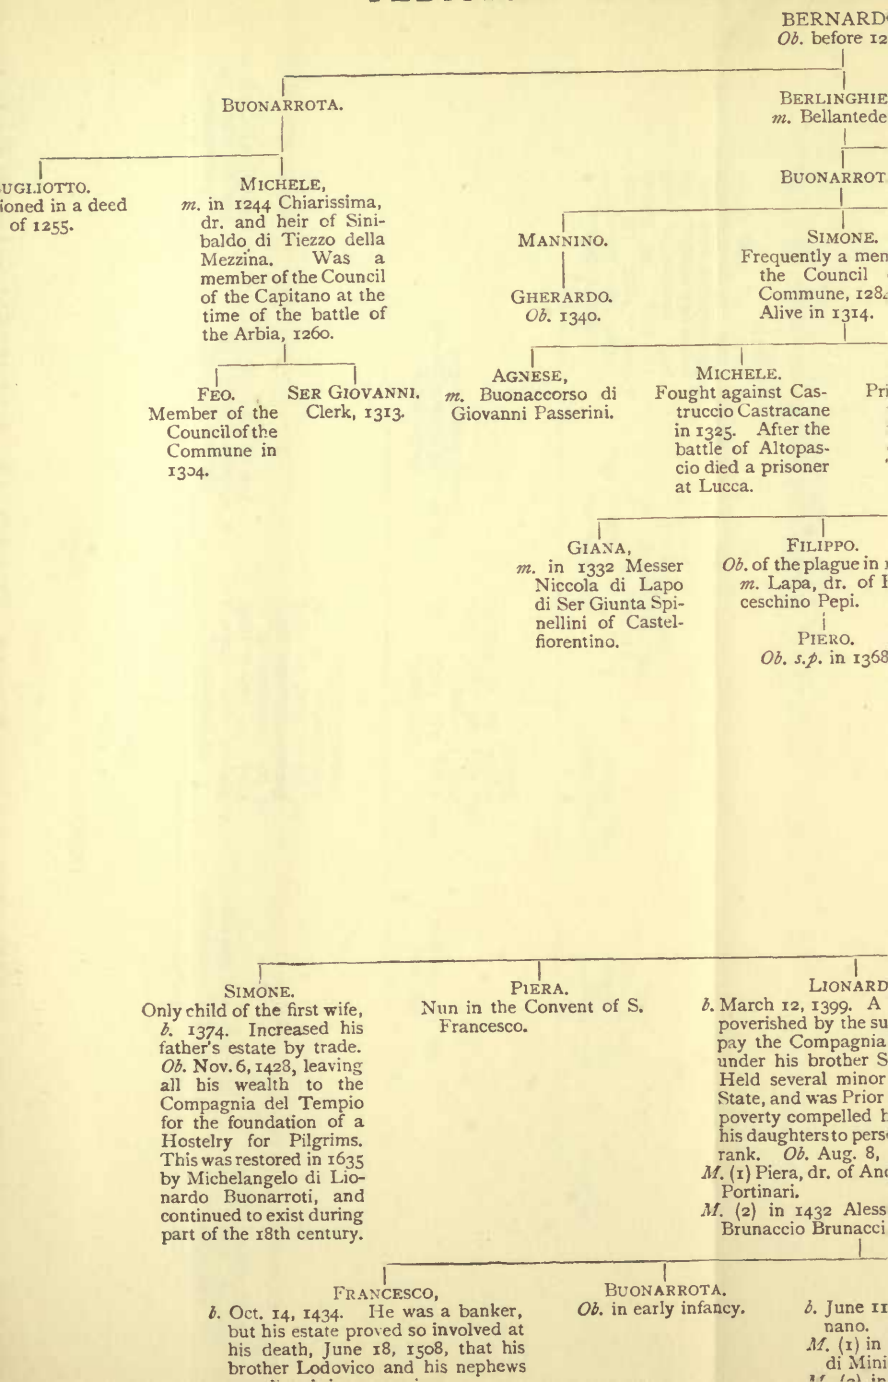 BERNARD
Ob. before 12
BUONARROTA.
BERLINGHIE
m. Bellantede
UGLIOTTO.
ioned in a deed
of 1255.
MICHELE,
m. in 1244 Chiarissima,
dr. and heir of Sini-
baldo di Tiezzo della
Mezzina. Was a
member of the Council
of the Capitano at the
time of the battle of
the Arbia, 1260.
BUONARROT
MANNINO.
SIMONE.
Frequently a mem
the Council
Commune, 128
Alive in 1314.
GHERARDO.
Ob. 1340.
FEO.
Member of the
Council of the
Commune in
1304.
SER GIOVANNI.
Clerk, 1313.
AGNESE,
m. Buonaccorso di
Giovanni Passerini.
MICHELE.
Fought against Cas-
truccio Castracane
in 1325. After the
battle of Altopas-
cio died a prisoner
at Lucca.
Pri
GIANA,
m. in 1332 Messer
Niccola di Lapo
di Ser Giunta Spi-
nellini of Castel-
fiorentino.
FILIPPO.
Ob. of the plague in 1
m. Lapa, dr. of
ceschino Pepi.
PIERO.
Ob. s.p. in 1368
SIMONE.
Only child of the first wife,
b. 1374. Increased his
father's estate by trade.
Ob. Nov. 6, 1428, leaving
all his wealth to the
Compagnia del Tempio
for the foundation of a
Hostelry for Pilgrims.
This was restored in 1635
by Michelangelo di Lio-
nardo Buonarroti, and
continued to exist during
part of the 18th century.
PIERA.
Nun in the Convent of S.
Francesco.
LIONARD
b. March 12, 1399. A
poverished by the su
pay the Compagnia
under his brother S
Held several minor
State, and was Prior
poverty compelled h
his daughters to pers
rank. Ob. Aug. 8,
M. (1) Piera, dr. of And
Portinari.
M. (2) in 1432 Aless
Brunaccio Brunacci
FRANCESCO,
b. Oct. 14, 1434. He was a banker,
but his estate proved so involved at
his death, June 18, 1508, that his
brother Lodovico and his nephews
BUONARROTA.
Ob. in early infancy.
b. June 11
nano.
M. (1) in
di Mini
M. (2) in